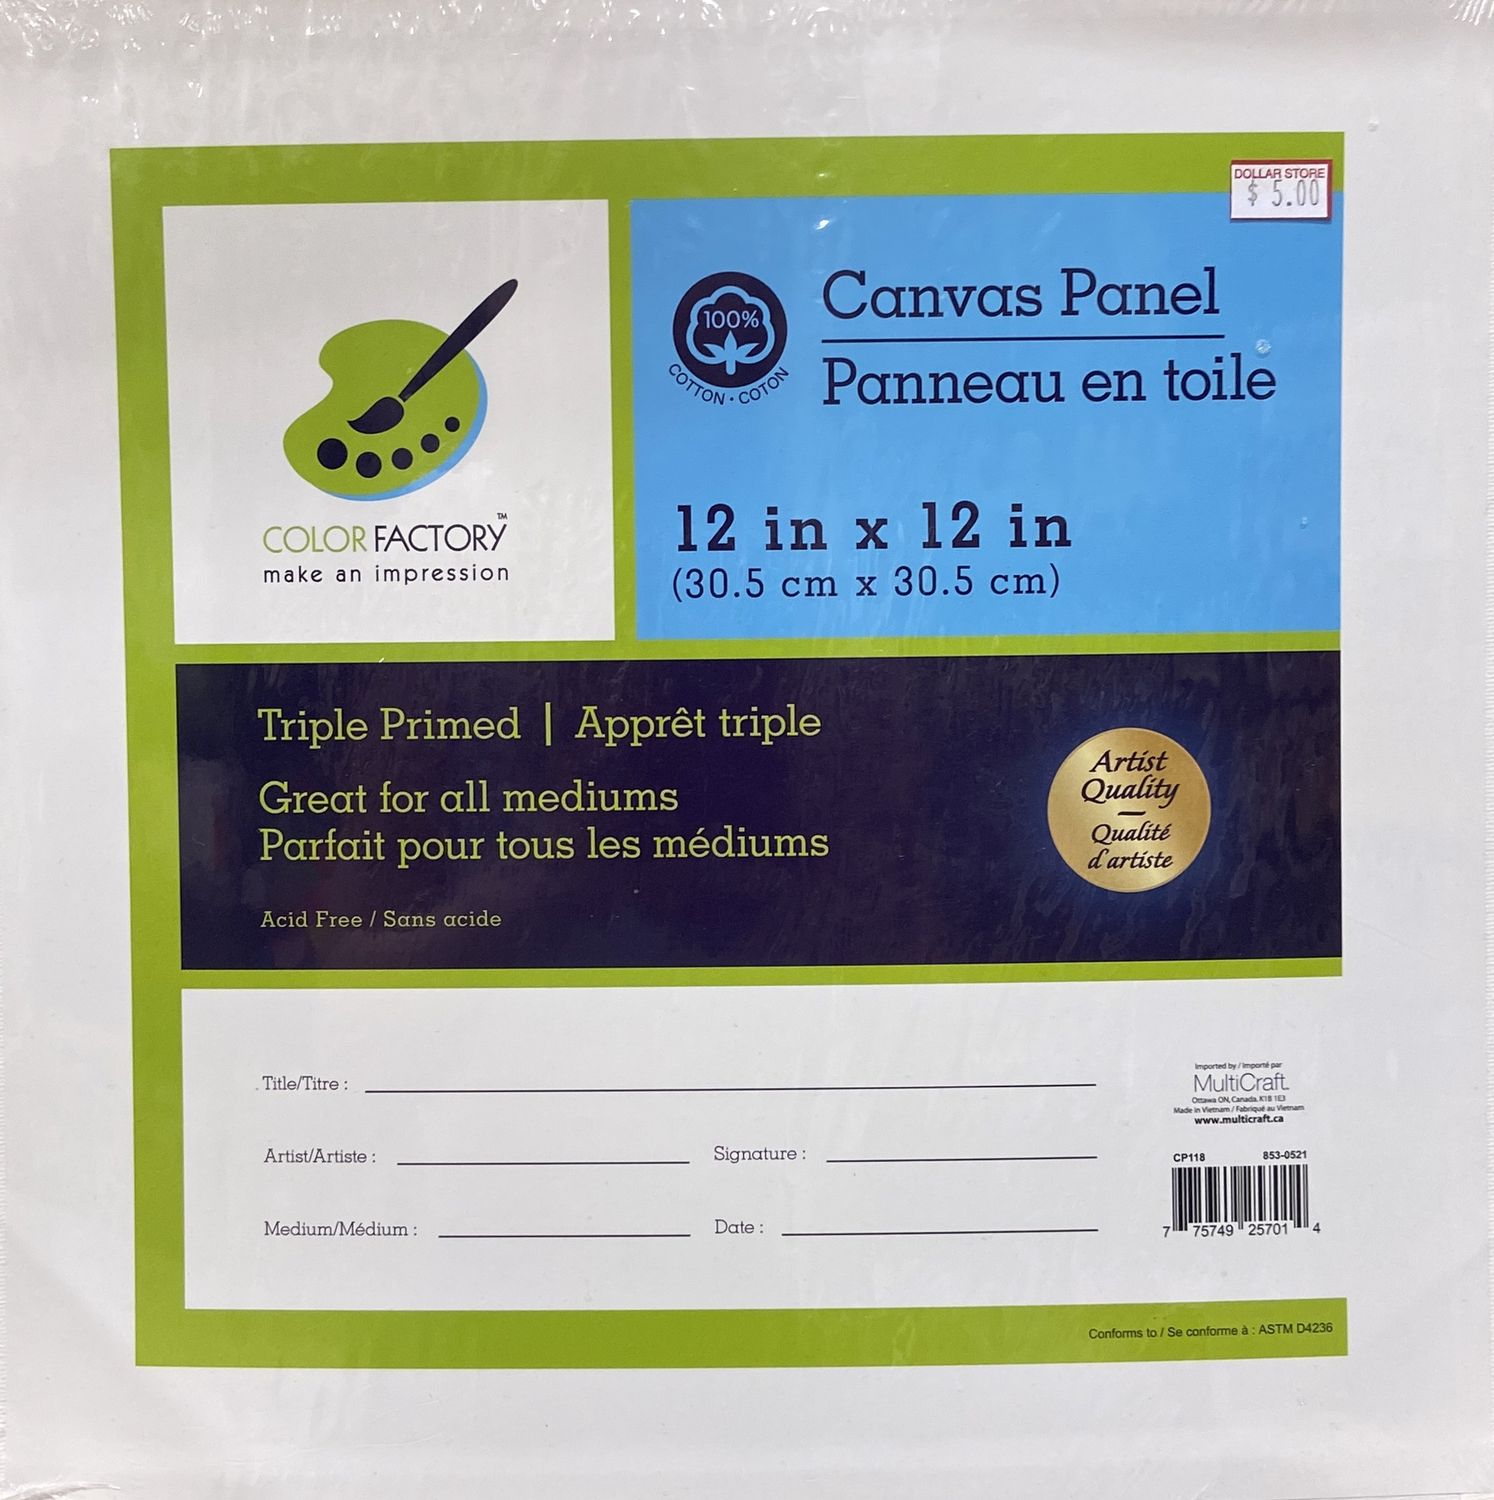 DOLLAR STORE
$ 5.00
100%
COTTON · COTON
Canvas Panel
Panneau en toile
12 in x 12 in
(30.5 cm x 30.5 cm)
COLOR FACTORY™
make an impression
Triple Primed | Apprêt triple
Great for all mediums
Parfait pour tous les médiums
Acid Free / Sans acide
Artist
Quality
Qualité
d'artiste
Title/Titre :
Artist/Artiste :
Signature :
Medium/Médium :
Date :
Imported by / Importé par
MultiCraft
Ottawa ON, Canada. K1B 1E3
Made in Vietnam / Fabriqué au Vietnam
www.multicraft.ca
CP118 853-0521
7 75749 25701 4
Conforms to / Se conforme à : ASTM D4236